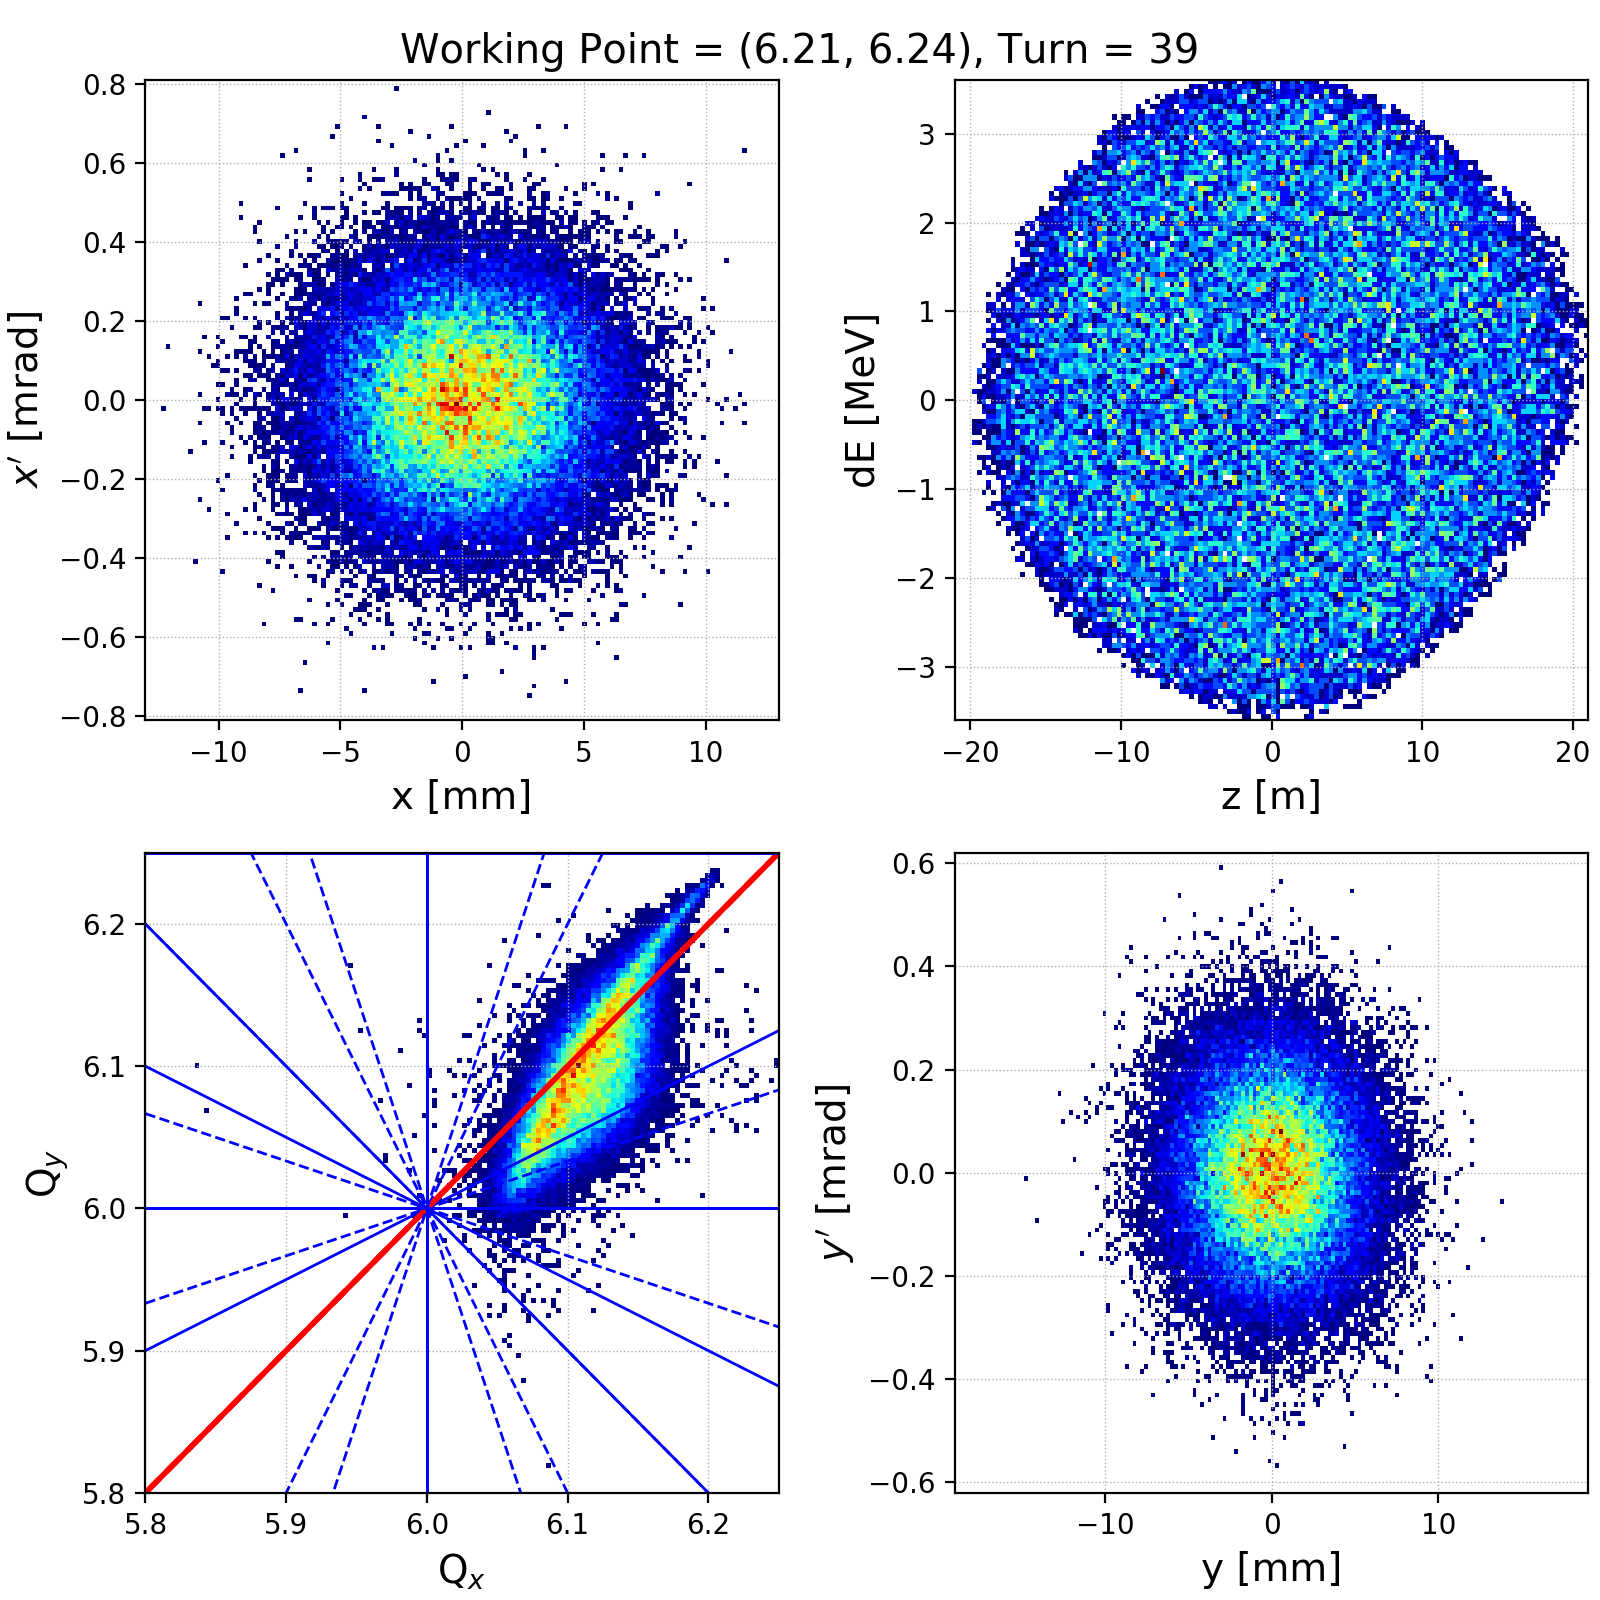 Working Point = (6.21, 6.24), Turn = 39
0.8
0.6
0.4
0.2
0.0
−0.2
−0.4
−0.6
−0.8
x′ [mrad]
−10 −5 0 5 10
x [mm]
3
2
1
0
−1
−2
−3
dE [MeV]
−20 −10 0 10 20
z [m]
6.2
6.1
6.0
5.9
5.8
Qy
5.8 5.9 6.0 6.1 6.2
Qx
0.6
0.4
0.2
0.0
−0.2
−0.4
−0.6
y′ [mrad]
−10 0 10
y [mm]